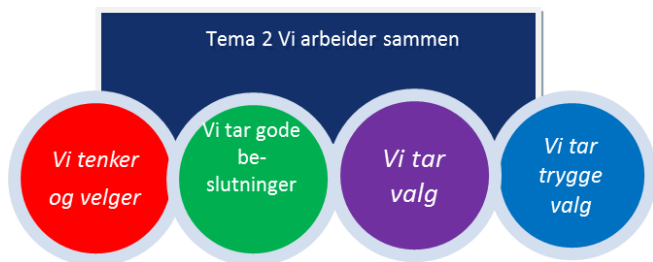 Tema 2 Vi arbeider sammen
Vi tenker
og velger
Vi tar gode
be-
slutninger
Vi tar
valg
Vi tar
trygge
valg